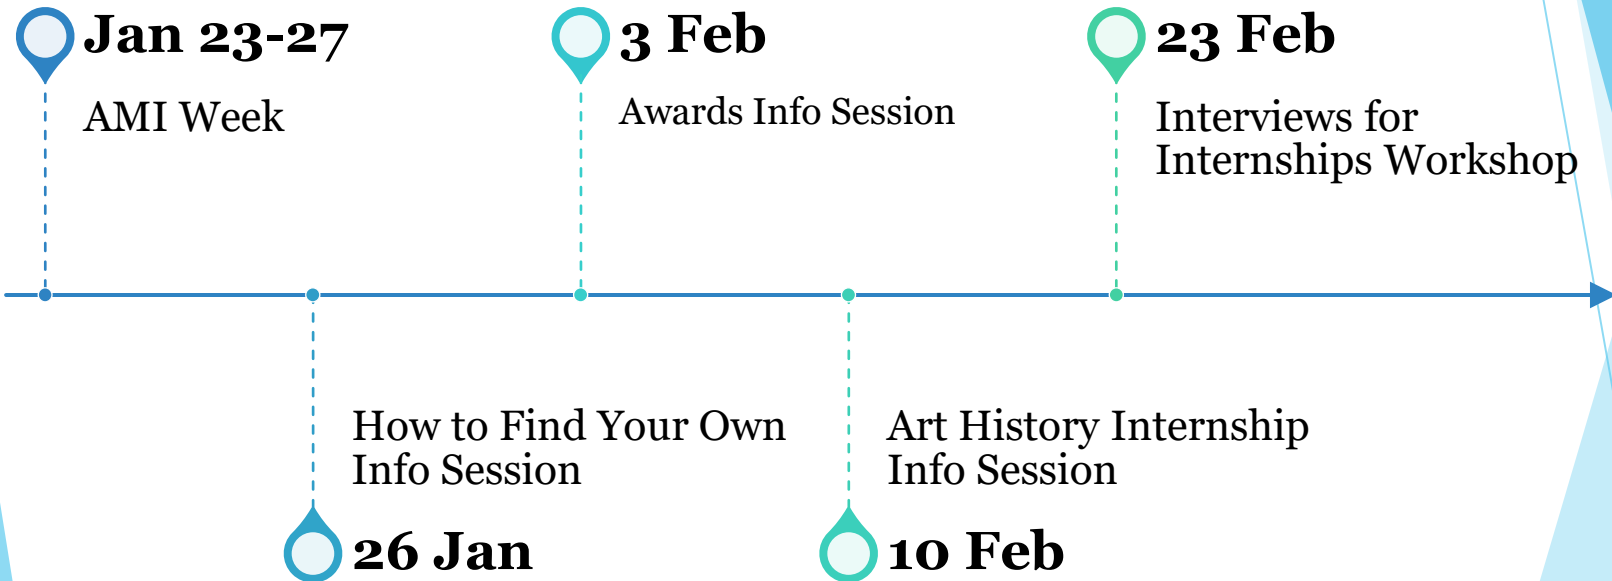 Jan 23-27
AMI Week
3 Feb
Awards Info Session
23 Feb
Interviews for
Internships Workshop
How to Find Your Own
Info Session
26 Jan
Art History Internship
Info Session
10 Feb